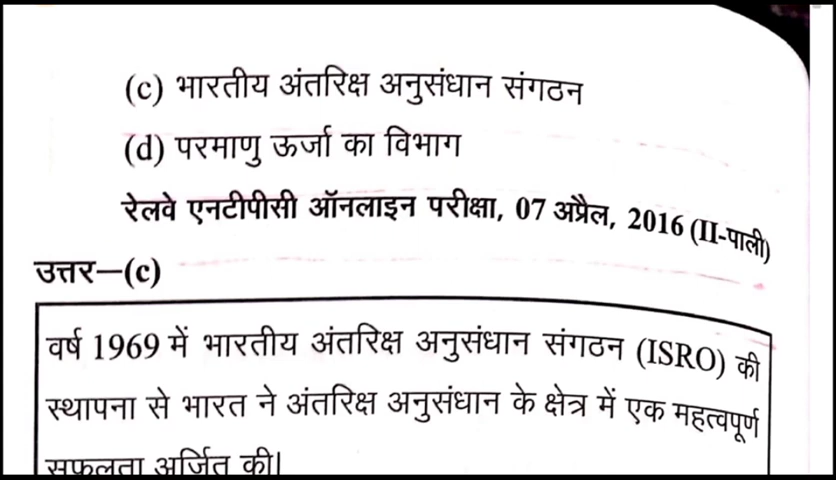 (c) भारतीय अंतरिक्ष अनुसंधान संगठन
(d) परमाणु ऊर्जा का विभाग
रेलवे एनटीपीसी ऑनलाइन परीक्षा, 07 अप्रैल, 2016 (II-पाली)
उत्तर—(c)
वर्ष 1969 में भारतीय अंतरिक्ष अनुसंधान संगठन (ISRO) की
स्थापना से भारत ने अंतरिक्ष अनुसंधान के क्षेत्र में एक महत्वपूर्ण
सफलता अर्जित की।